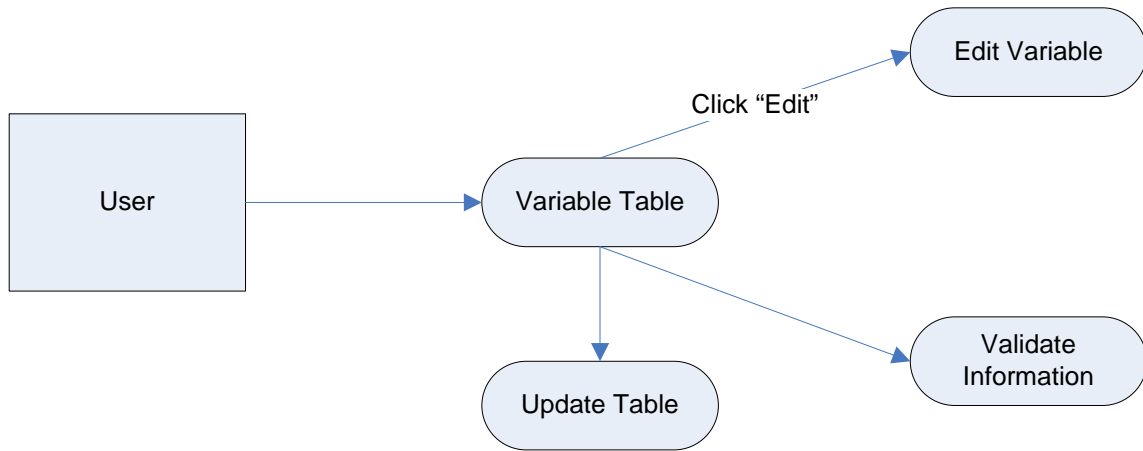 Edit Variable
Click “Edit”
User
Variable Table
Validate
Information
Update Table